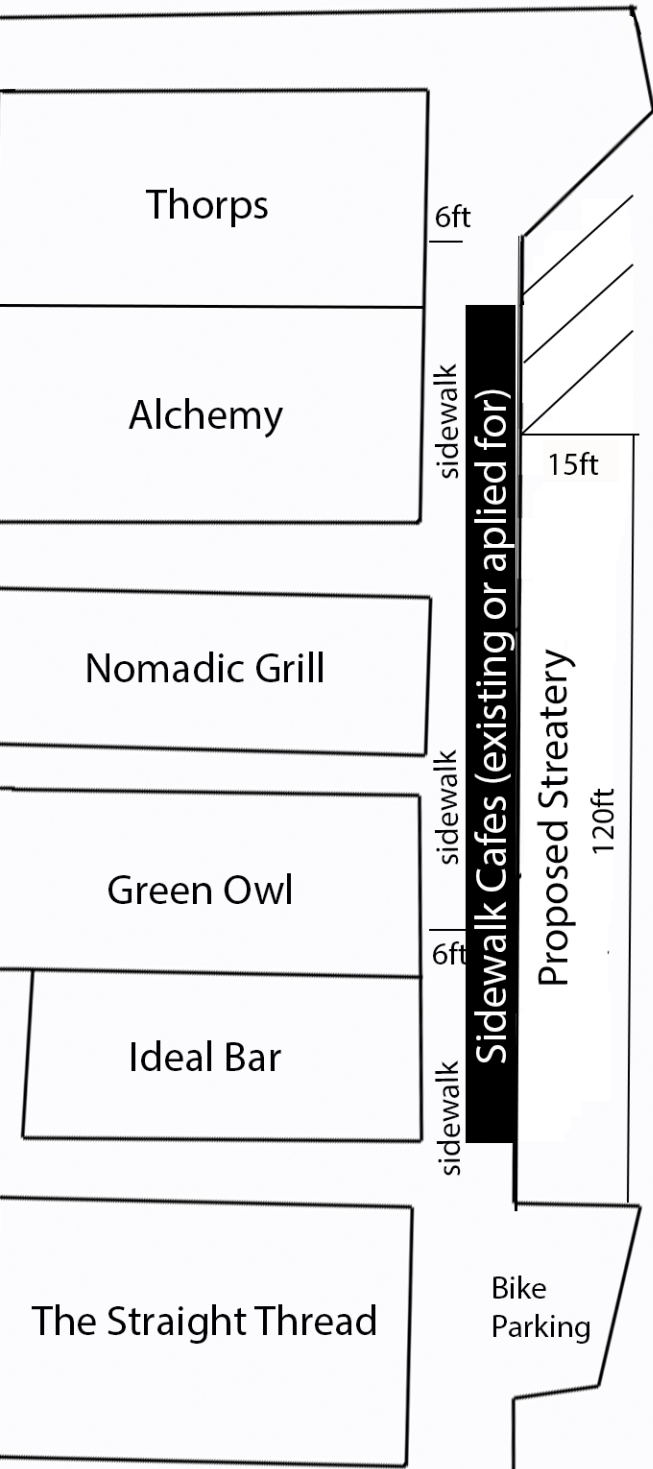 Thorps
6ft
Alchemy
sidewalk
Sidewalk Cafes (existing or aplied for)
15ft
Nomadic Grill
Proposed Streatery
120ft
sidewalk
Green Owl
6ft
Ideal Bar
sidewalk
The Straight Thread
Bike
Parking